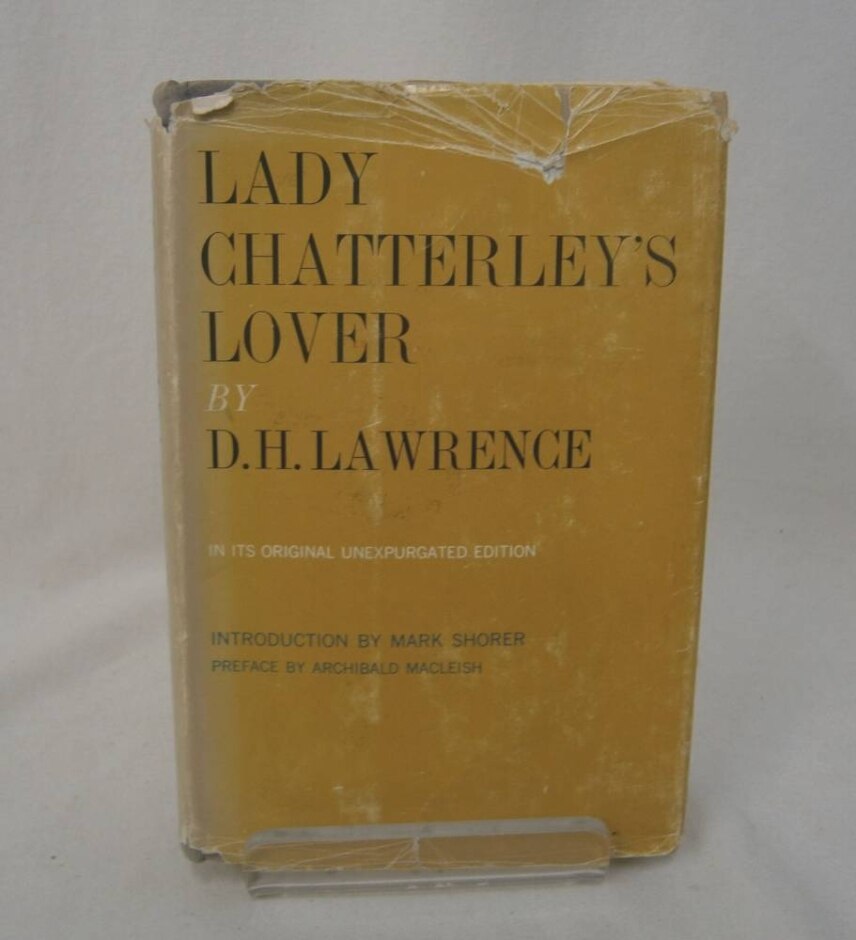 LADY
CHATTERLEY'S
LOVER
BY
D.H. LAWRENCE
IN ITS ORIGINAL UNEXPURGATED EDITION
INTRODUCTION BY MARK SHORER
PREFACE BY ARCHIBALD MACLEISH